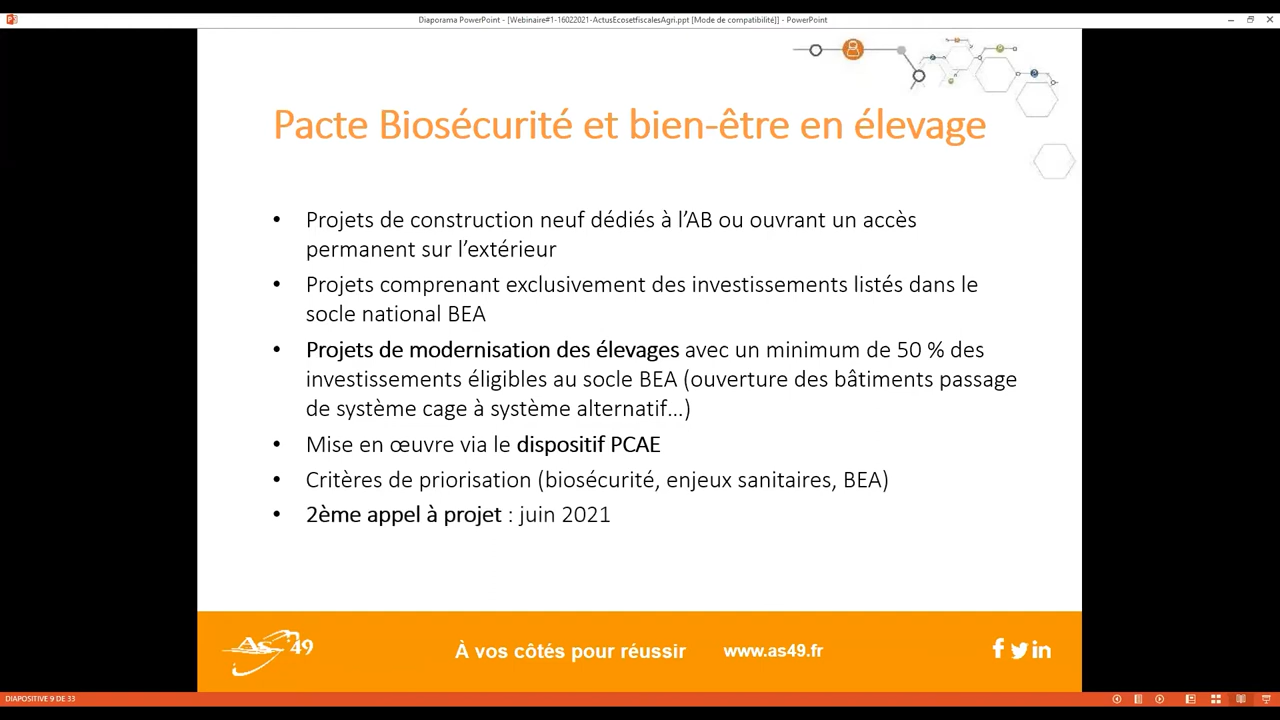 Diaporama PowerPoint - [Webinaire#1-16022021-ActusEcosetfiscalesAgri.ppt [Mode de compatibilité]] - PowerPoint
Pacte Biosécurité et bien-être en élevage
• Projets de construction neuf dédiés à l’AB ou ouvrant un accès
permanent sur l’extérieur
• Projets comprenant exclusivement des investissements listés dans le
socle national BEA
• Projets de modernisation des élevages avec un minimum de 50 % des
investissements éligibles au socle BEA (ouverture des bâtiments passage
de système cage à système alternatif…)
• Mise en œuvre via le dispositif PCAE
• Critères de priorisation (biosécurité, enjeux sanitaires, BEA)
• 2ème appel à projet : juin 2021
As 49
À vos côtés pour réussir
www.as49.fr
DIAPOSITIVE 9 DE 33